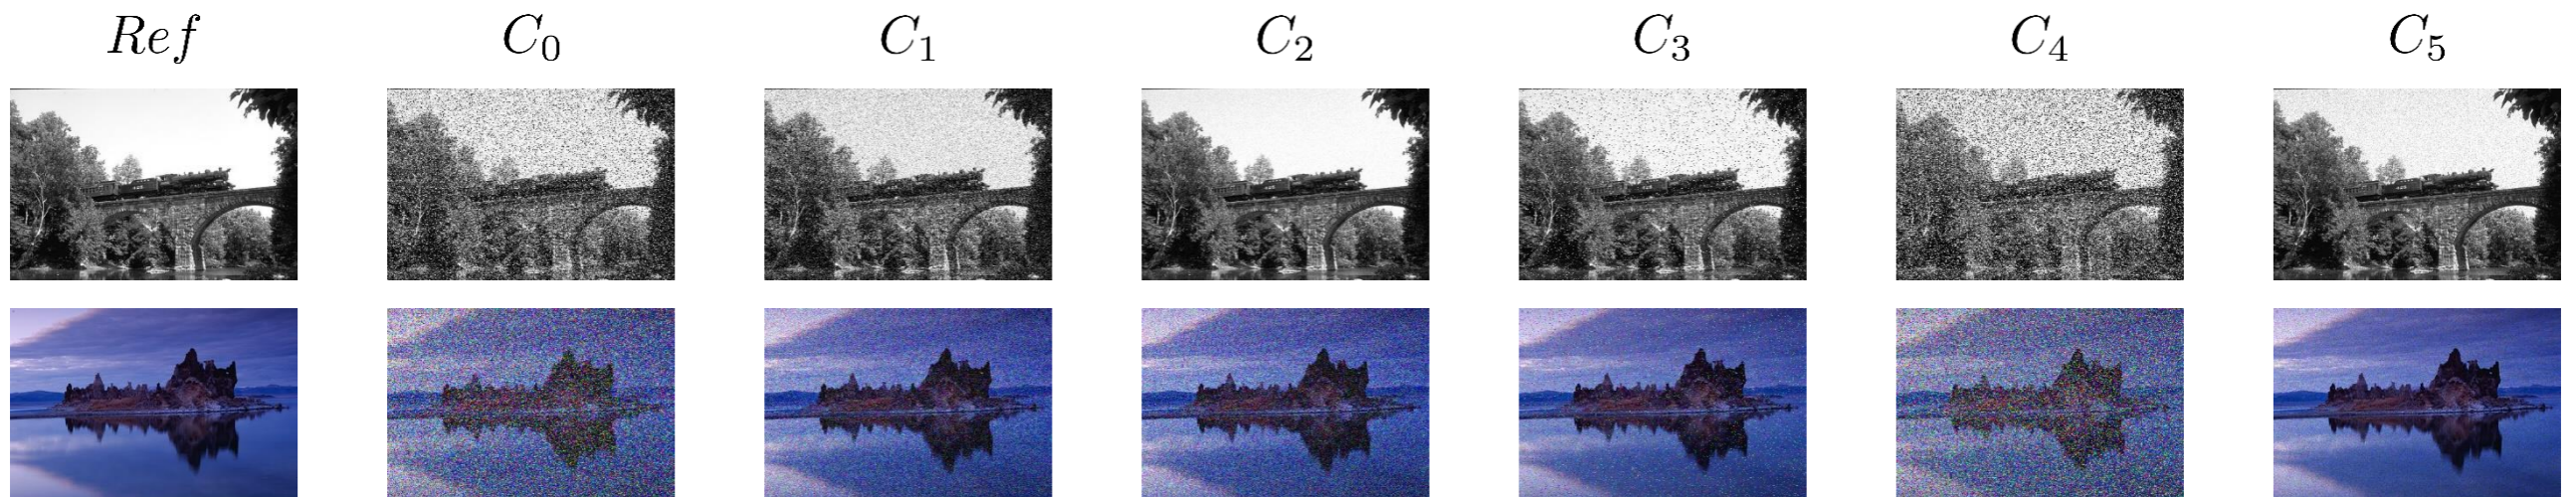 Ref C₀ C₁ C₂ C₃ C₄ C₅